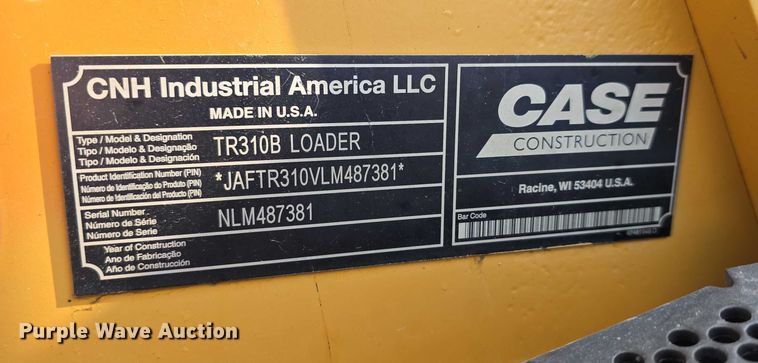 CNH Industrial America LLC
MADE IN U.S.A.
Type / Model & Designation
Tipo / Modelo & Designação
Tipo / Modelo & Designación
TR310B LOADER
Product Identification Number (PIN)
Número de Identificação do Produto (PIN)
Número de Identificación del Producto (PIN)
*JAFTR310VLM487381*
Serial Number
Número de Série
Número de Serie
NLM487381
Year of Construction
Ano de Fabricação
Año de Construcción
CASE
CONSTRUCTION
Racine, WI 53404 U.S.A.
Bar Code
Purple Wave Auction